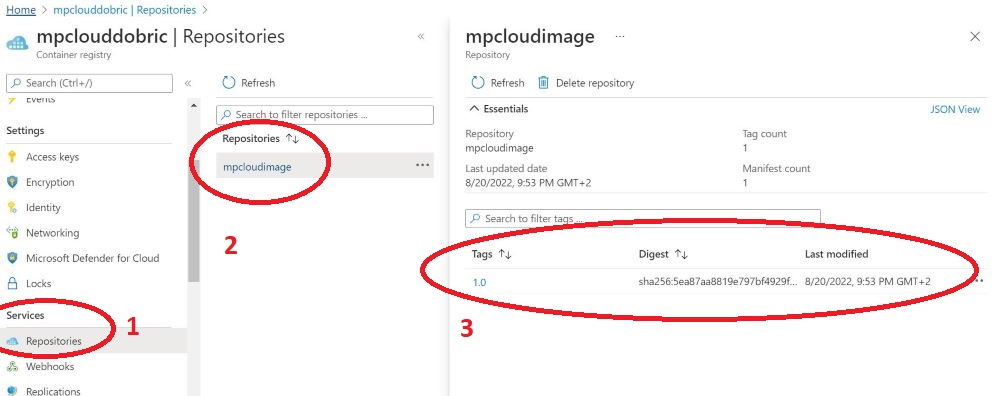 Home > mpclouddobric | Repositories >
mpclouddobric | Repositories
Container registry
Search (Ctrl+/)
Events
Settings
Access keys
Encryption
Identity
Networking
Microsoft Defender for Cloud
Locks
Services
Repositories
Webhooks
Replications
1
«
«
Refresh
Search to filter repositories ...
Repositories ↑↓
mpcloudimage ...
2
mpcloudimage ...
Repository
Refresh Delete repository
Essentials JSON View
Repository Tag count
mpcloudimage 1
Last updated date Manifest count
8/20/2022, 9:53 PM GMT+2 1
Search to filter tags ...
Tags ↑↓ Digest ↑↓ Last modified
1.0 sha256:5ea87aa8819e797bf4929f... 8/20/2022, 9:53 PM GMT+2
3